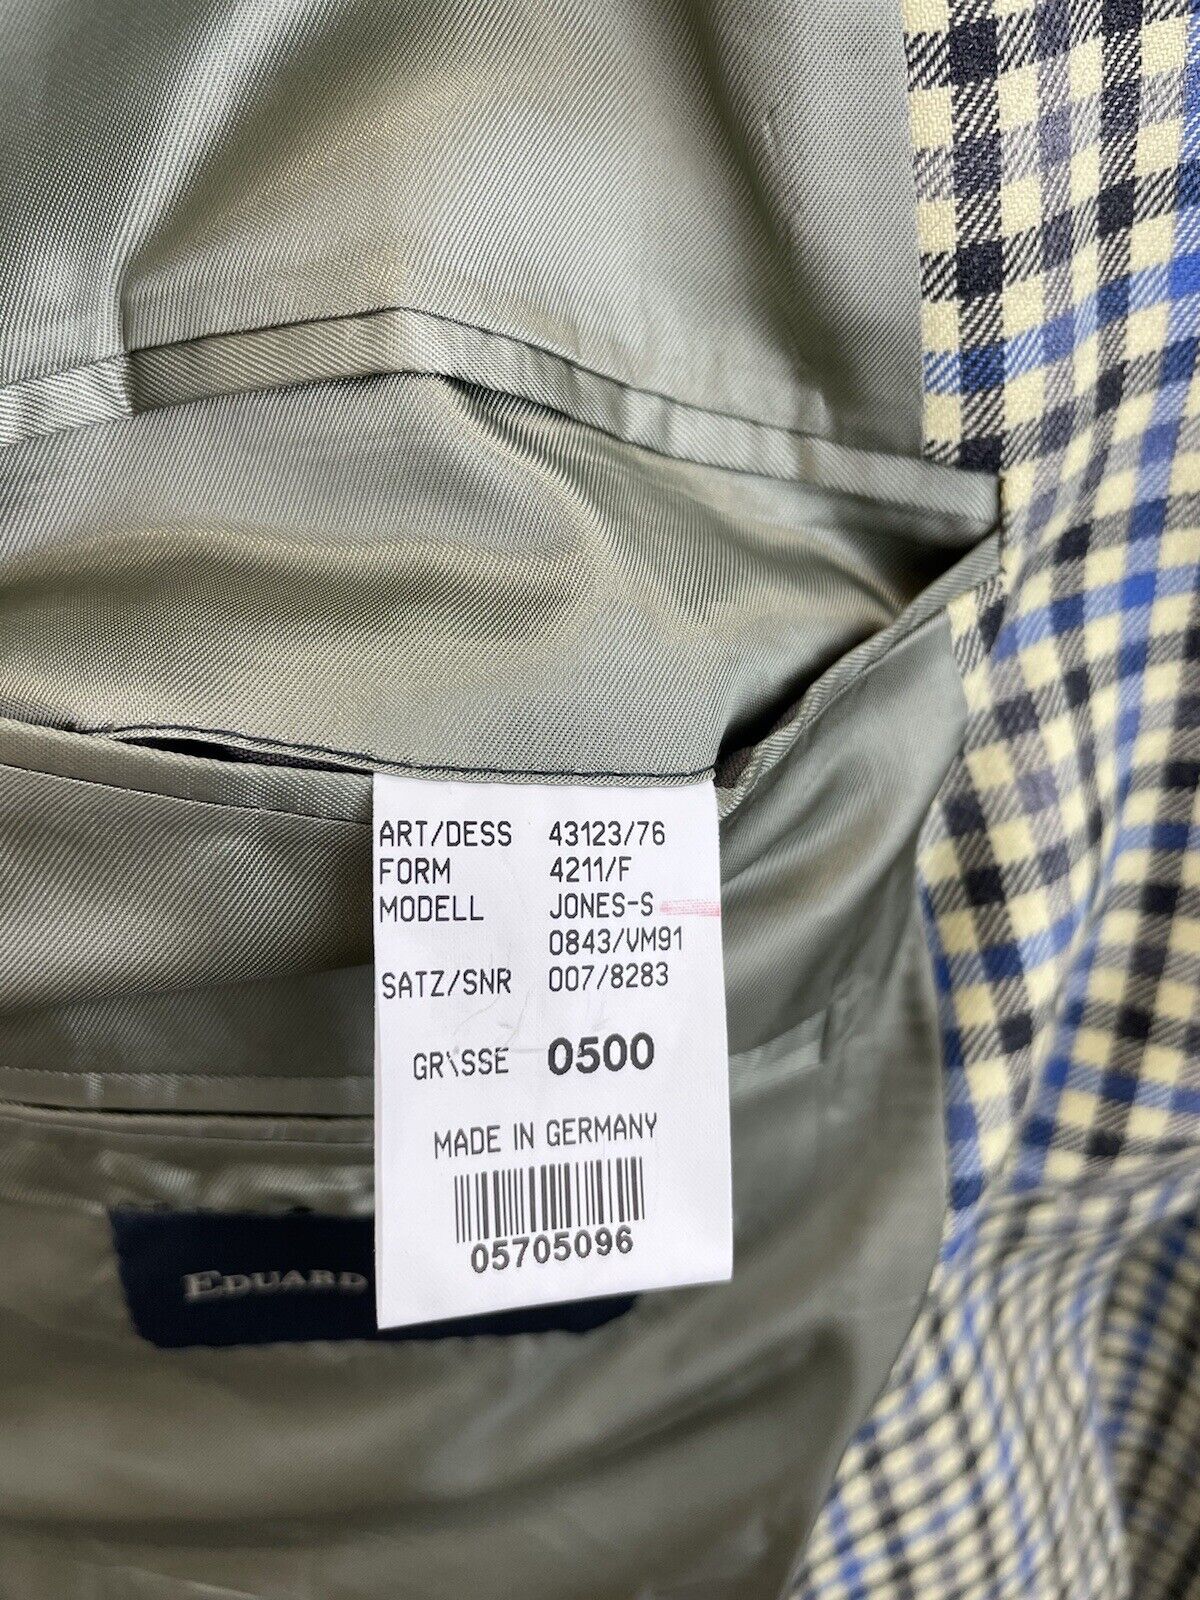 ART/DESS 43123/76
FORM 4211/F
MODELL JONES-S
0843/VM91
SATZ/SNR 007/8283
GR\SSE 0500
MADE IN GERMANY
05705096
EDUARD